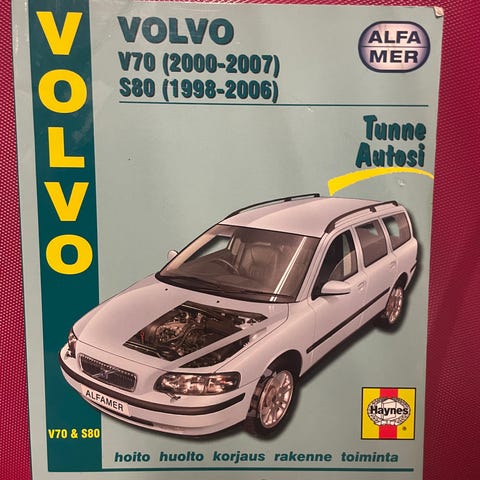 VOLVO
VOLVO
V70 (2000-2007)
S80 (1998-2006)
ALFA
MER
Tunne
Autosi
ALFAMER
Haynes
V70 & S80
hoito huolto korjaus rakenne toiminta